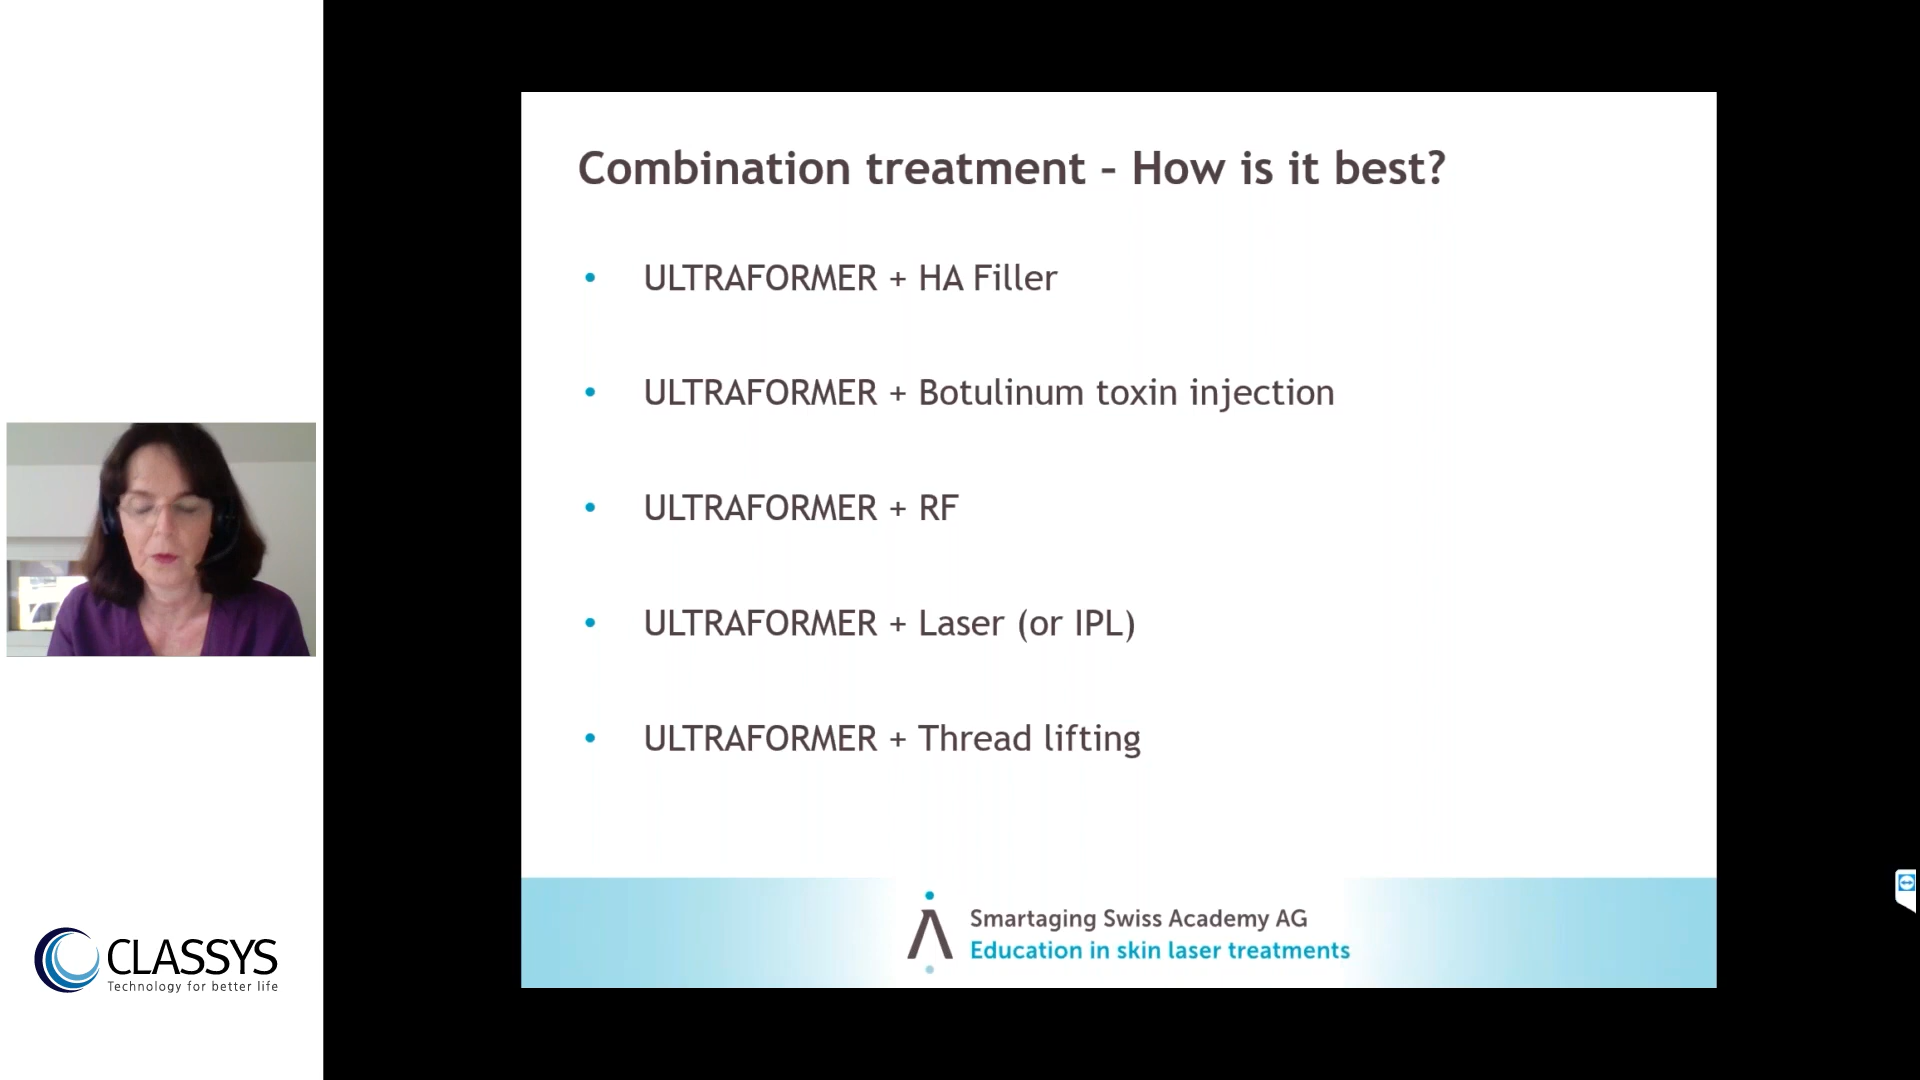 Combination treatment – How is it best?
• ULTRAFORMER + HA Filler
• ULTRAFORMER + Botulinum toxin injection
• ULTRAFORMER + RF
• ULTRAFORMER + Laser (or IPL)
• ULTRAFORMER + Thread lifting
Smartaging Swiss Academy AG
Education in skin laser treatments
CLASSYS
Technology for better life